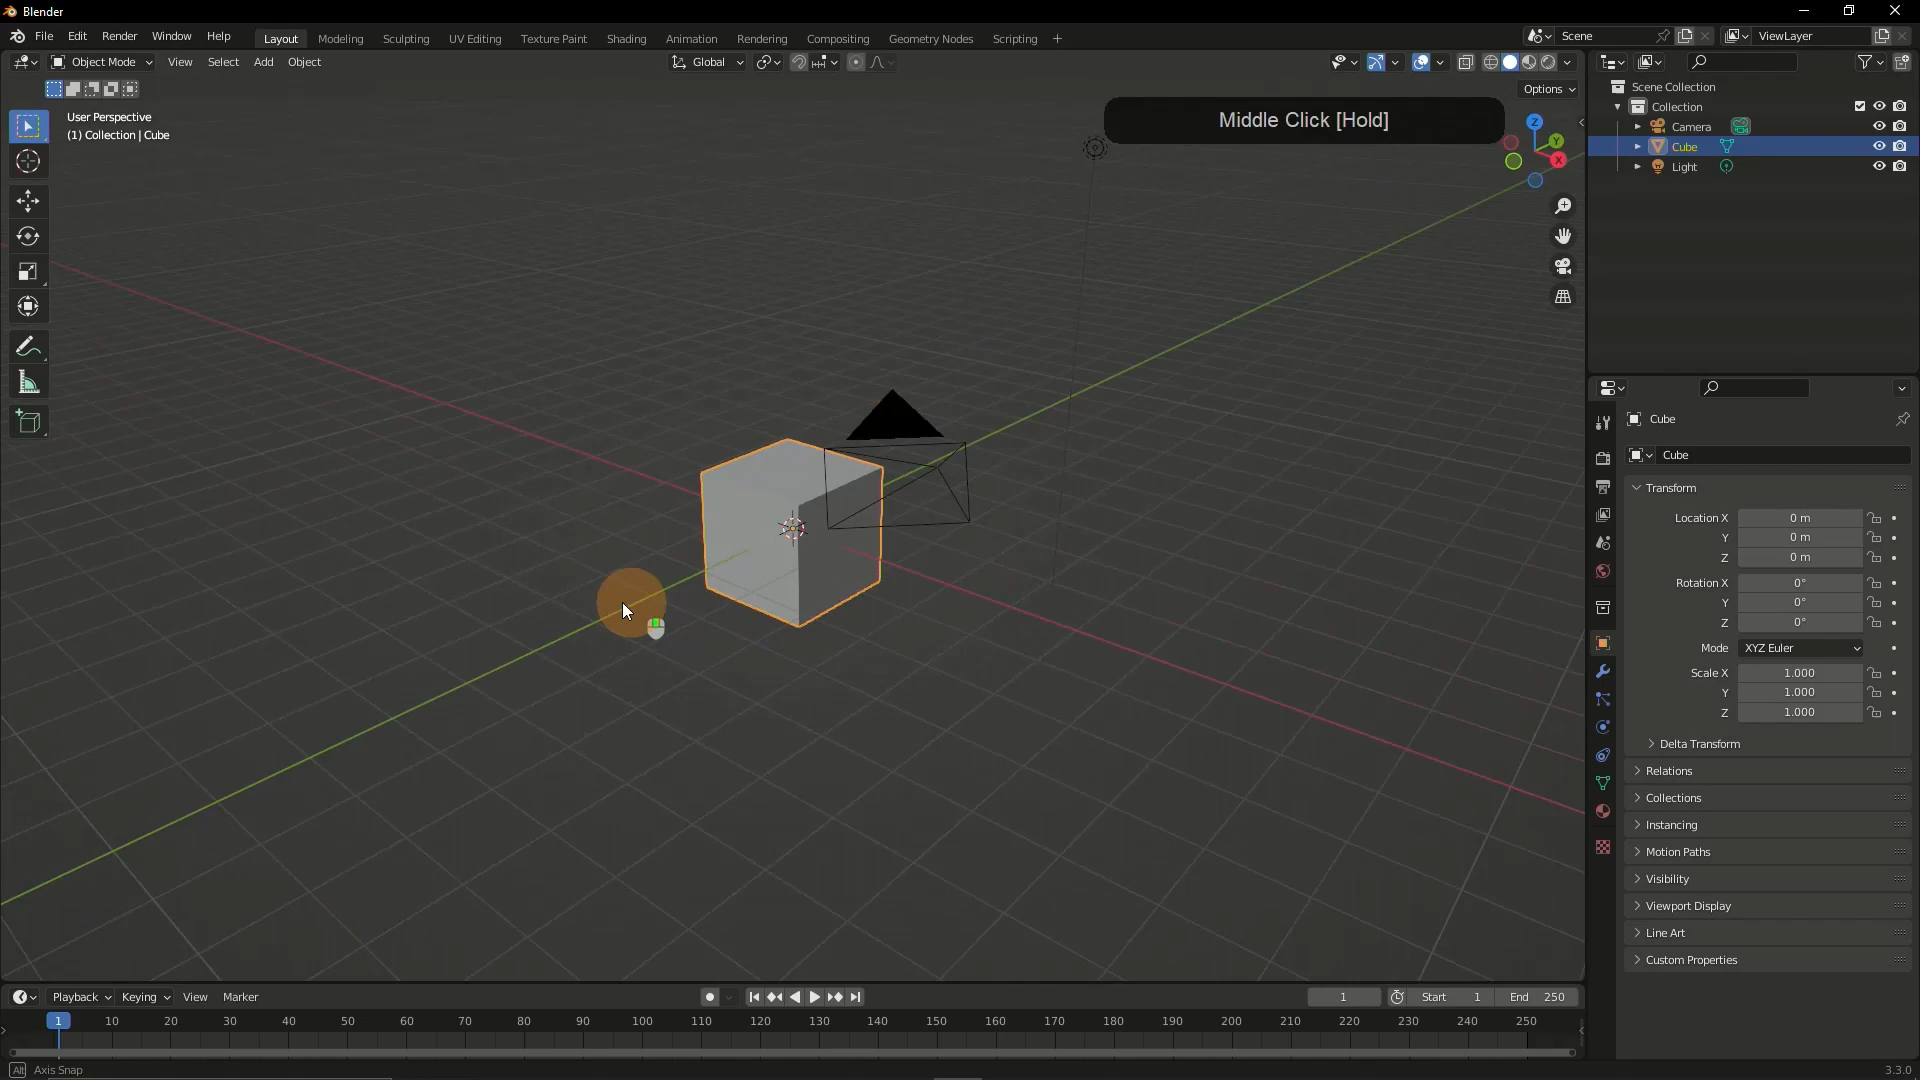 Blender
File Edit Render Window Help
Layout Modeling Sculpting UV Editing Texture Paint Shading Animation Rendering Compositing Geometry Nodes Scripting +
Scene
ViewLayer
Object Mode View Select Add Object
Global
Options
User Perspective
(1) Collection | Cube
Middle Click [Hold]
Z
Y
X
Scene Collection
Collection
Camera
Cube
Light
Cube
Cube
Transform
Location X 0 m
Y 0 m
Z 0 m
Rotation X 0°
Y 0°
Z 0°
Mode XYZ Euler
Scale X 1.000
Y 1.000
Z 1.000
Delta Transform
Relations
Collections
Instancing
Motion Paths
Visibility
Viewport Display
Line Art
Custom Properties
Playback Keying View Marker
1 Start 1 End 250
1 10 20 30 40 50 60 70 80 90 100 110 120 130 140 150 160 170 180 190 200 210 220 230 240 250
Alt Axis Snap
3.3.0